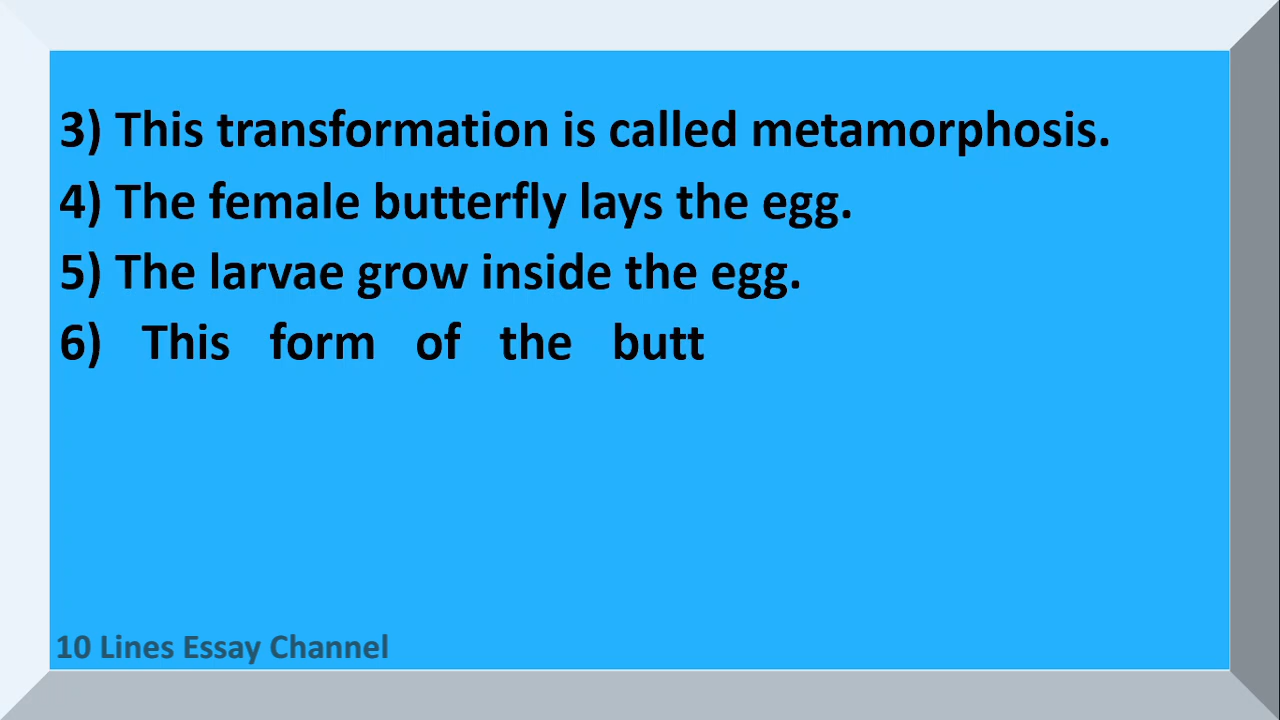 3) This transformation is called metamorphosis.
4) The female butterfly lays the egg.
5) The larvae grow inside the egg.
6) This form of the butt
10 Lines Essay Channel